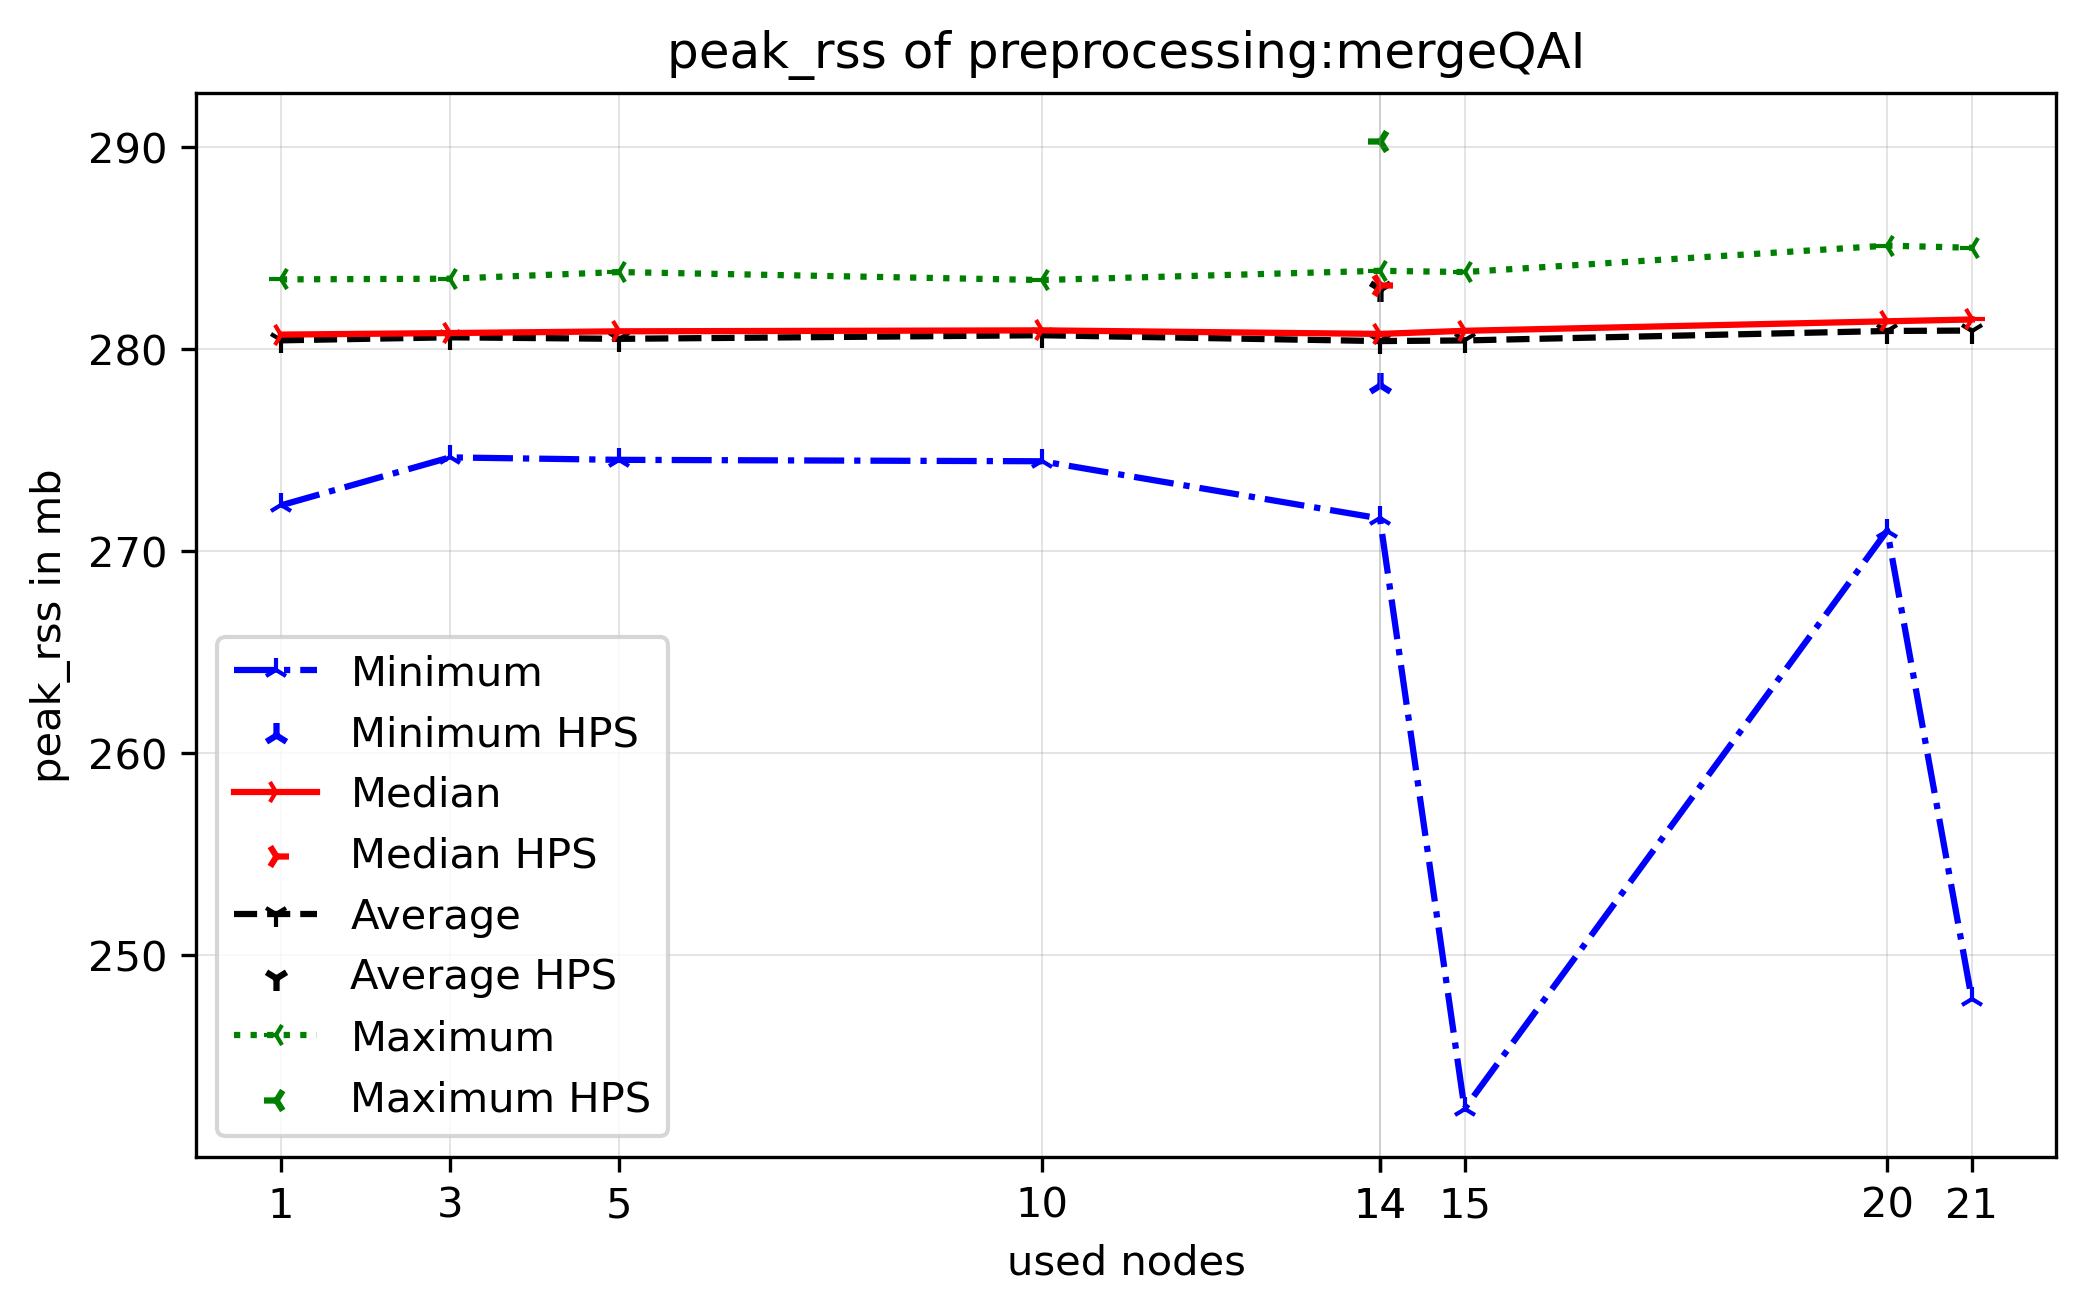 peak_rss of preprocessing:mergeQAI
290
280
270
260
250
peak_rss in mb
Minimum
Minimum HPS
Median
Median HPS
Average
Average HPS
Maximum
Maximum HPS
1 3 5 10 14 15 20 21
used nodes